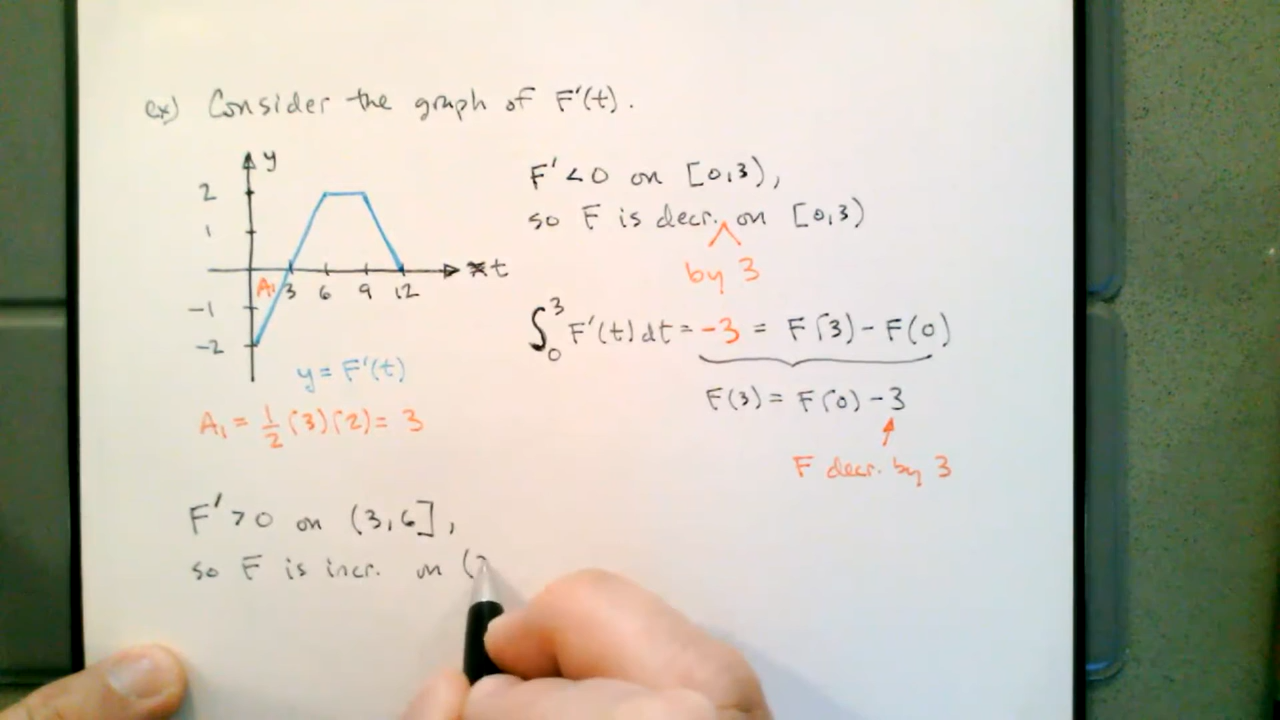 ex) Consider the graph of F'(t).
y
2
1
-1
-2
A₁ 3 6 9 12
t
y = F'(t)
A₁ = 1/2 (3)(2) = 3
F' < 0 on [0,3),
so F is decr. on [0,3)
by 3
∫₀³ F'(t) dt = -3 = F(3) - F(0)
F(3) = F(0) - 3
F decr. by 3
F' > 0 on (3,6],
so F is incr. on (